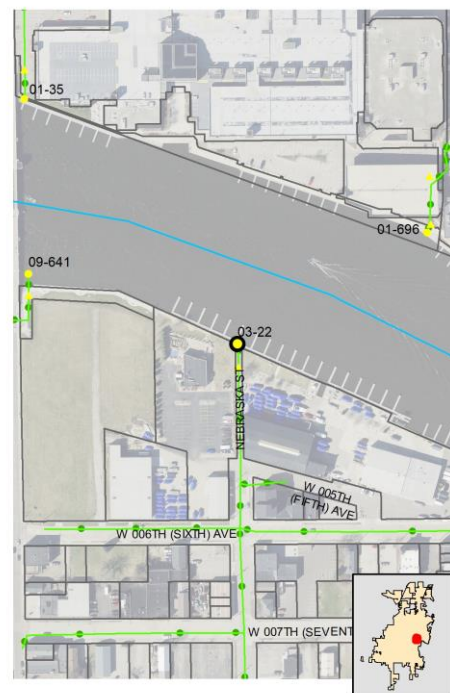 01-35
01-696
09-641
03-22
NEBRASKA ST
W 005TH
(FIFTH) AVE
W 006TH (SIXTH) AVE
W 007TH (SEVENT